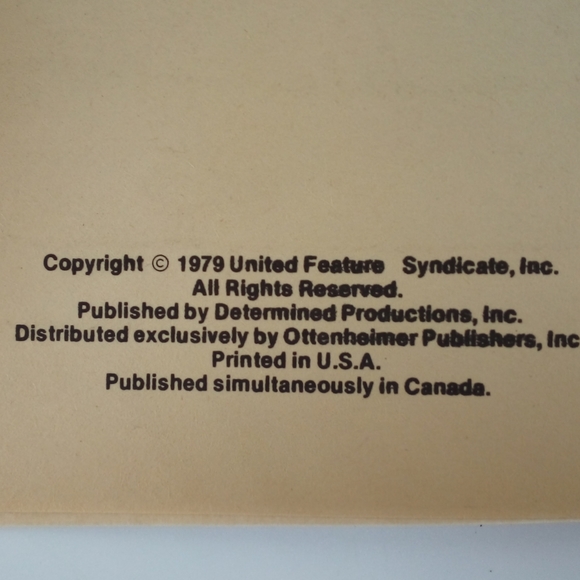 Copyright © 1979 United Feature Syndicate, Inc.
All Rights Reserved.
Published by Determined Productions, Inc.
Distributed exclusively by Ottenheimer Publishers, Inc
Printed in U.S.A.
Published simultaneously in Canada.